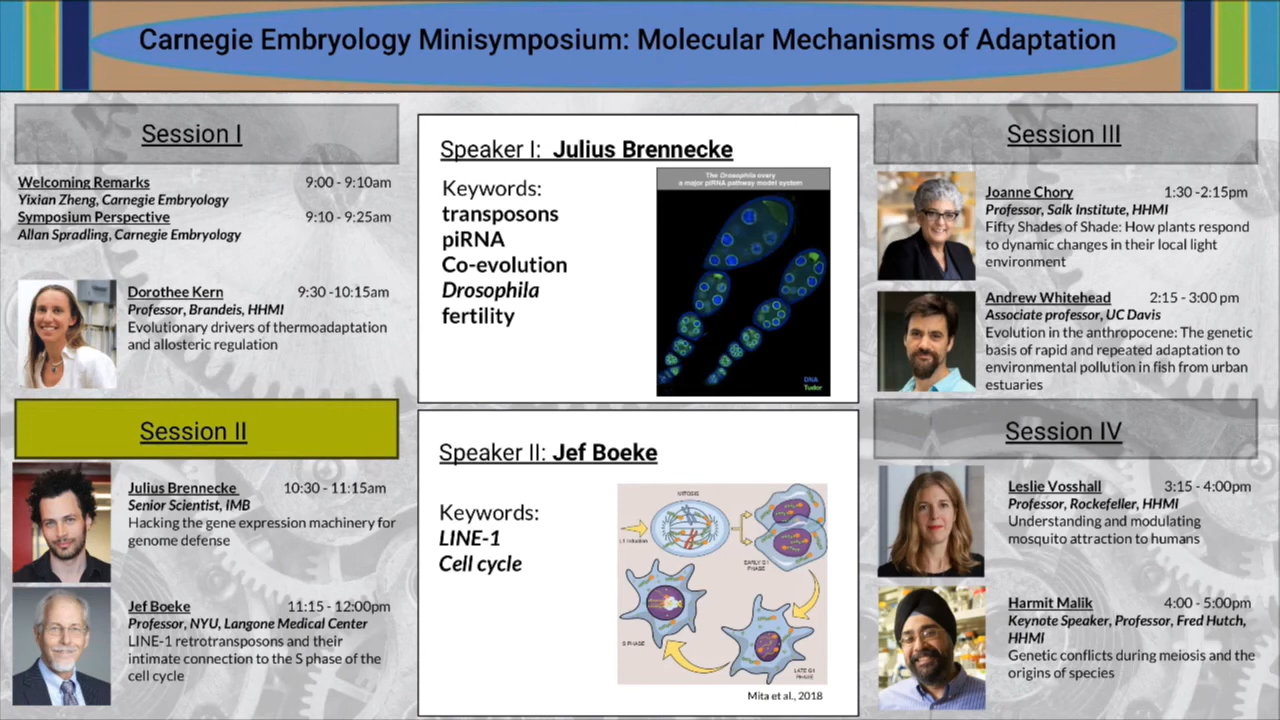 Carnegie Embryology Minisymposium: Molecular Mechanisms of Adaptation
Session I
Welcoming Remarks 9:00 - 9:10am
Yixian Zheng, Carnegie Embryology
Symposium Perspective 9:10 - 9:25am
Allan Spradling, Carnegie Embryology
Dorothee Kern 9:30 -10:15am
Professor, Brandeis, HHMI
Evolutionary drivers of thermoadaptation
and allosteric regulation
Session II
Julius Brennecke 10:30 - 11:15am
Senior Scientist, IMB
Hacking the gene expression machinery for
genome defense
Jef Boeke 11:15 - 12:00pm
Professor, NYU, Langone Medical Center
LINE-1 retrotransposons and their
intimate connection to the S phase of the
cell cycle
Speaker I: Julius Brennecke
Keywords:
transposons
piRNA
Co-evolution
Drosophila
fertility
The Drosophila ovary
a major piRNA pathway model system
DNA
Tudor
Speaker II: Jef Boeke
Keywords:
LINE-1
Cell cycle
MITOSIS
L1 induction
EARLY G1
PHASE
S PHASE
LATE G1
PHASE
Mita et al., 2018
Session III
Joanne Chory 1:30 -2:15pm
Professor, Salk Institute, HHMI
Fifty Shades of Shade: How plants respond
to dynamic changes in their local light
environment
Andrew Whitehead 2:15 - 3:00 pm
Associate professor, UC Davis
Evolution in the anthropocene: The genetic
basis of rapid and repeated adaptation to
environmental pollution in fish from urban
estuaries
Session IV
Leslie Vosshall 3:15 - 4:00pm
Professor, Rockefeller, HHMI
Understanding and modulating
mosquito attraction to humans
Harmit Malik 4:00 - 5:00pm
Keynote Speaker, Professor, Fred Hutch,
HHMI
Genetic conflicts during meiosis and the
origins of species